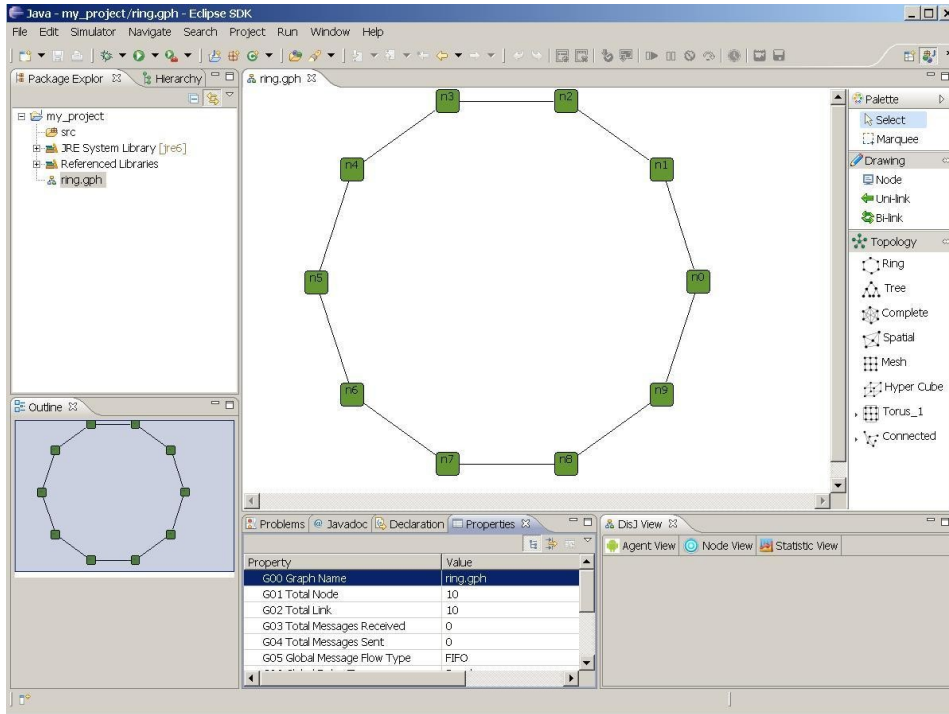 Java - my_project/ring.gph - Eclipse SDK
File Edit Simulator Navigate Search Project Run Window Help
Package Explor
Hierarchy
my_project
src
JRE System Library [jre6]
Referenced Libraries
ring.gph
Outline
ring.gph
n3
n2
n4
n1
n5
n0
n6
n9
n7
n8
Palette
Select
Marquee
Drawing
Node
Uni-link
Bi-link
Topology
Ring
Tree
Complete
Spatial
Mesh
Hyper Cube
Torus_1
Connected
Problems @ Javadoc Declaration Properties
Property Value
G00 Graph Name ring.gph
G01 Total Node 10
G02 Total Link 10
G03 Total Messages Received 0
G04 Total Messages Sent 0
G05 Global Message Flow Type FIFO
DisJ View
Agent View Node View Statistic View